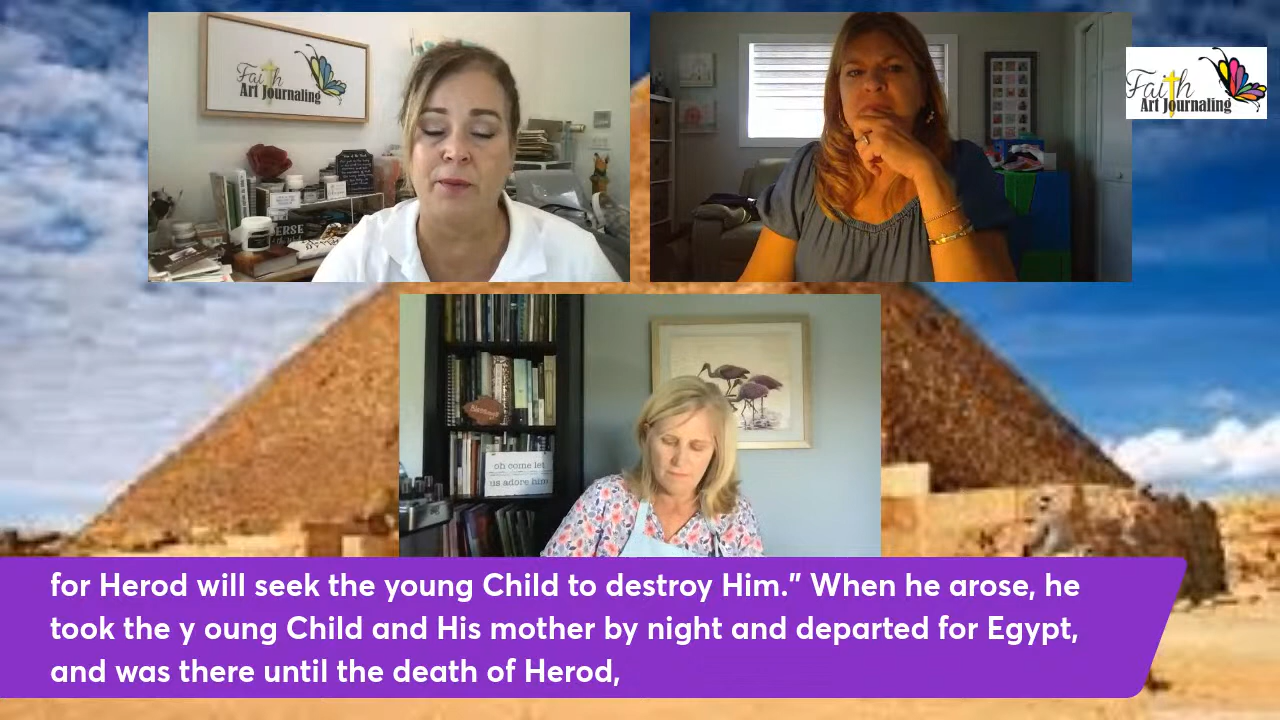 Faith
Art Journaling
Faith
Art Journaling
oh come let
us adore him
for Herod will seek the young Child to destroy Him.” When he arose, he
took the y oung Child and His mother by night and departed for Egypt,
and was there until the death of Herod,